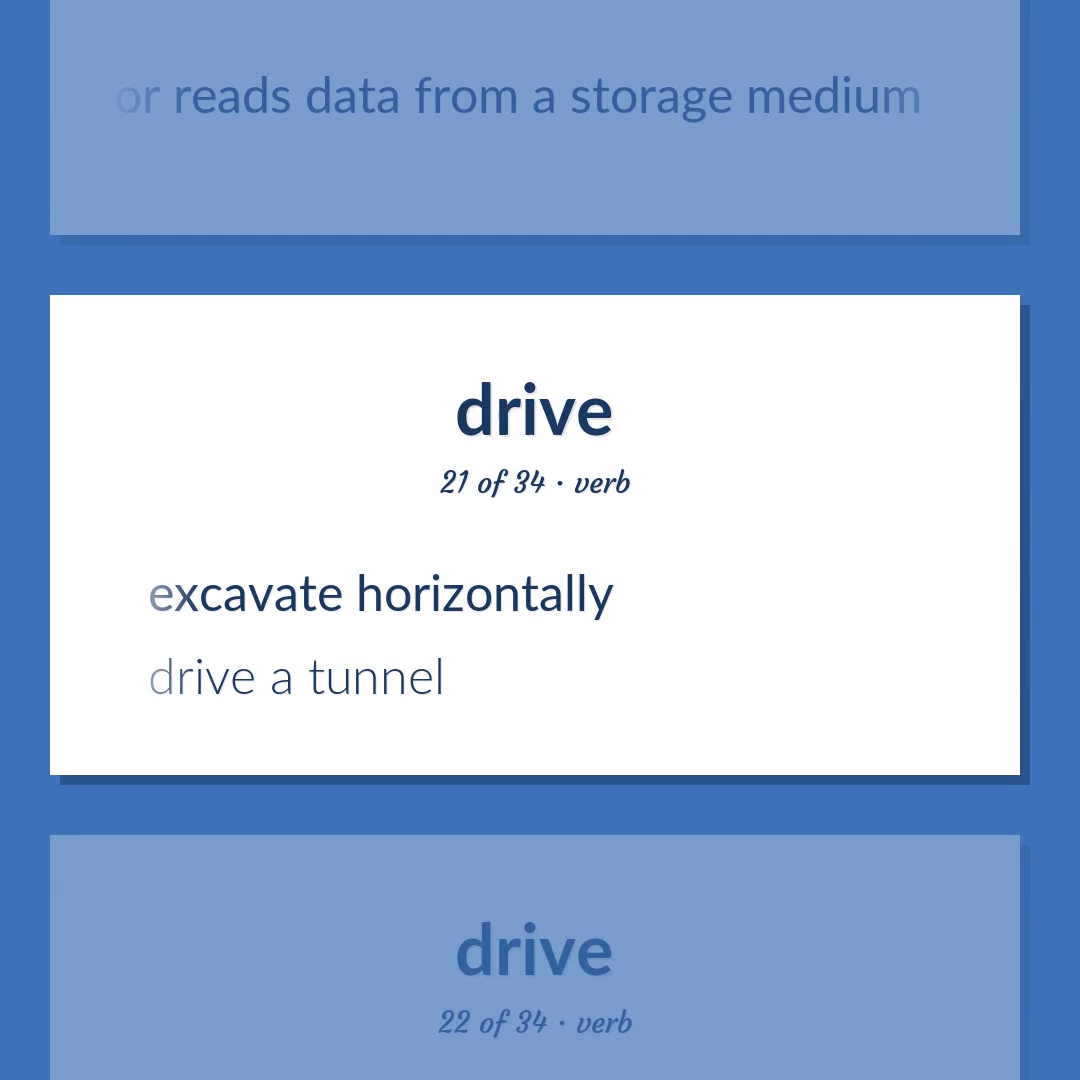 or reads data from a storage medium
drive
21 of 34 · verb
excavate horizontally
drive a tunnel
drive
22 of 34 · verb